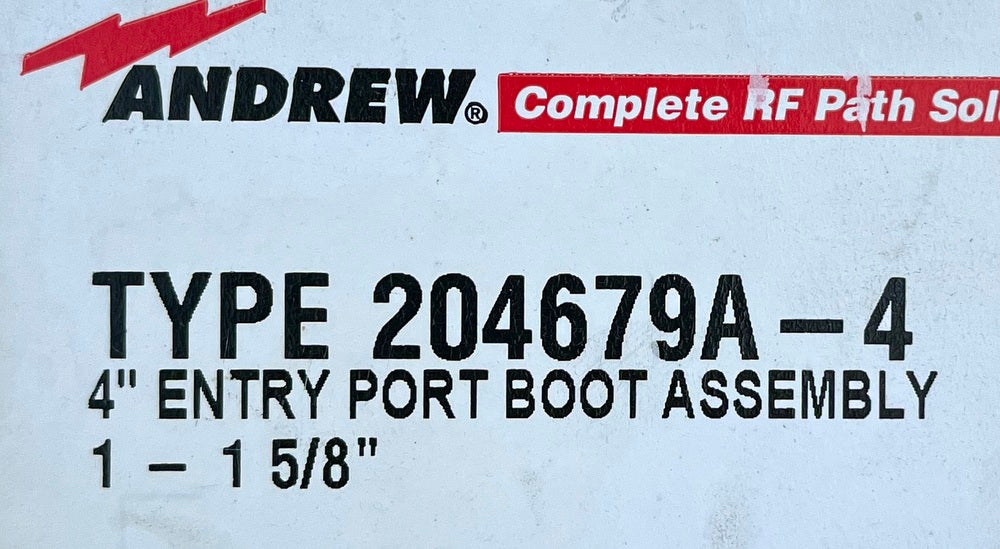 ANDREW® Complete RF Path
TYPE 204679A-4
4" ENTRY PORT BOOT ASSEMBLY
1 - 1 5/8"